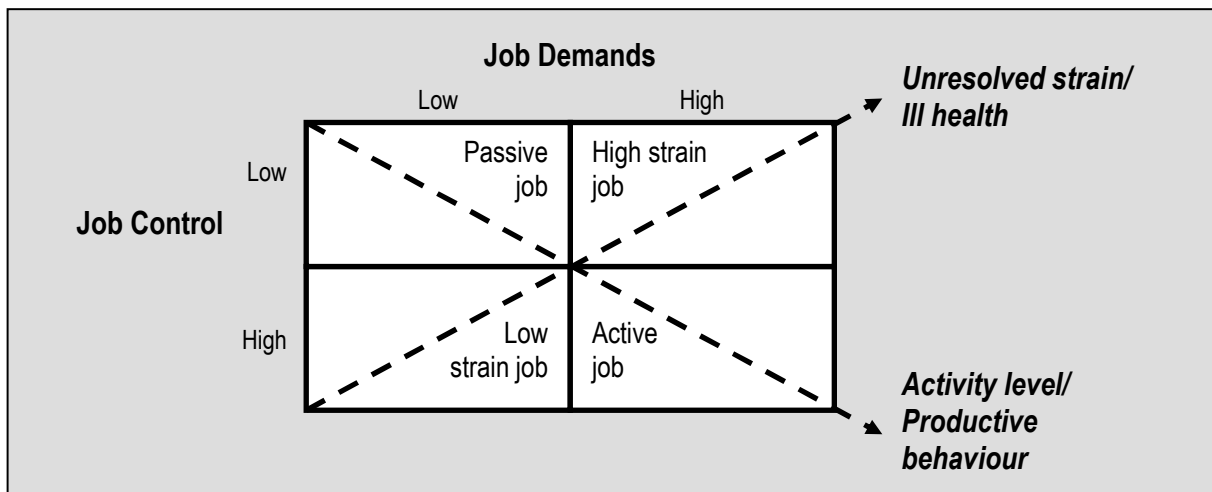 Job Demands
Low
High
Unresolved strain/
Ill health
Low
Passive
job
High strain
job
Job Control
High
Low
strain job
Active
job
Activity level/
Productive
behaviour